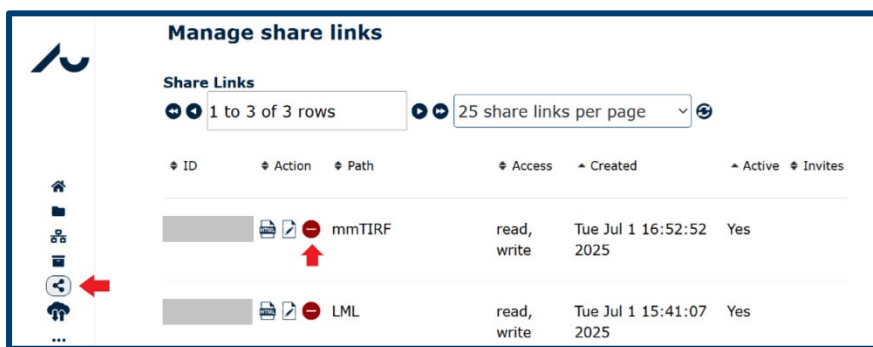 Manage share links
Share Links
1 to 3 of 3 rows 25 share links per page
ID Action Path Access Created Active Invites
mmTIRF read, write Tue Jul 1 16:52:52 2025 Yes
LML read, write Tue Jul 1 15:41:07 2025 Yes